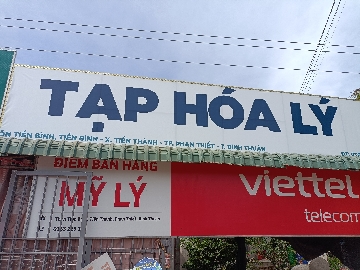 TẠP HÓA LÝ
TIẾN BÌNH, TIẾN BÌNH - X. TIẾN THÀNH - TP. PHAN THIẾT - T. BÌNH THUẬN
ĐIỂM BÁN HÀNG
MỸ LÝ
viettel
telecom